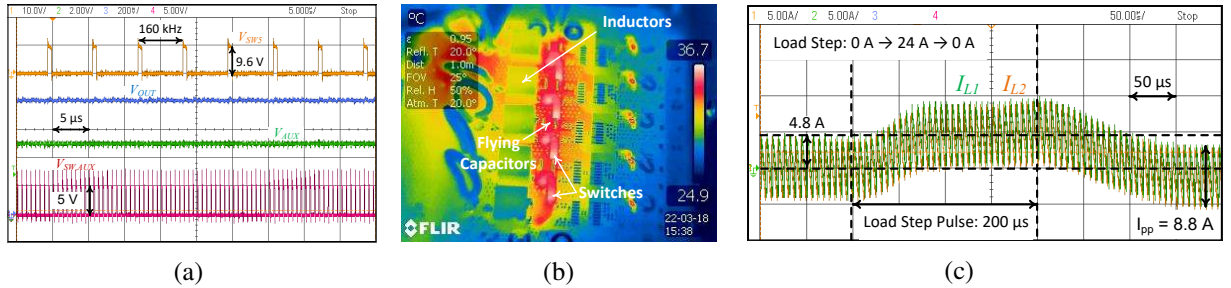 10.0V/ 2 2.00V/ 3 200V/ 4 5.00V/ 5.000s/ Stop
160 kHz
V_SW5
9.6 V
V_OUT
5 µs
V_AUX
V_SW,AUX
5 V
(a)
°C
Inductors
36.7
ε 0.95
Refl. T 20.0°
Dist 1.0m
FOV 25°
Rel. H 50%
Atm. T 20.0°
Flying
Capacitors
Switches
24.9
FLIR
22-03-18
15:38
(b)
1 5.00A/ 2 5.00A/ 3 4 50.00%/ Stop
Load Step: 0 A → 24 A → 0 A
I_L1 I_L2
50 µs
4.8 A
Load Step Pulse: 200 µs
I_PP = 8.8 A
(c)